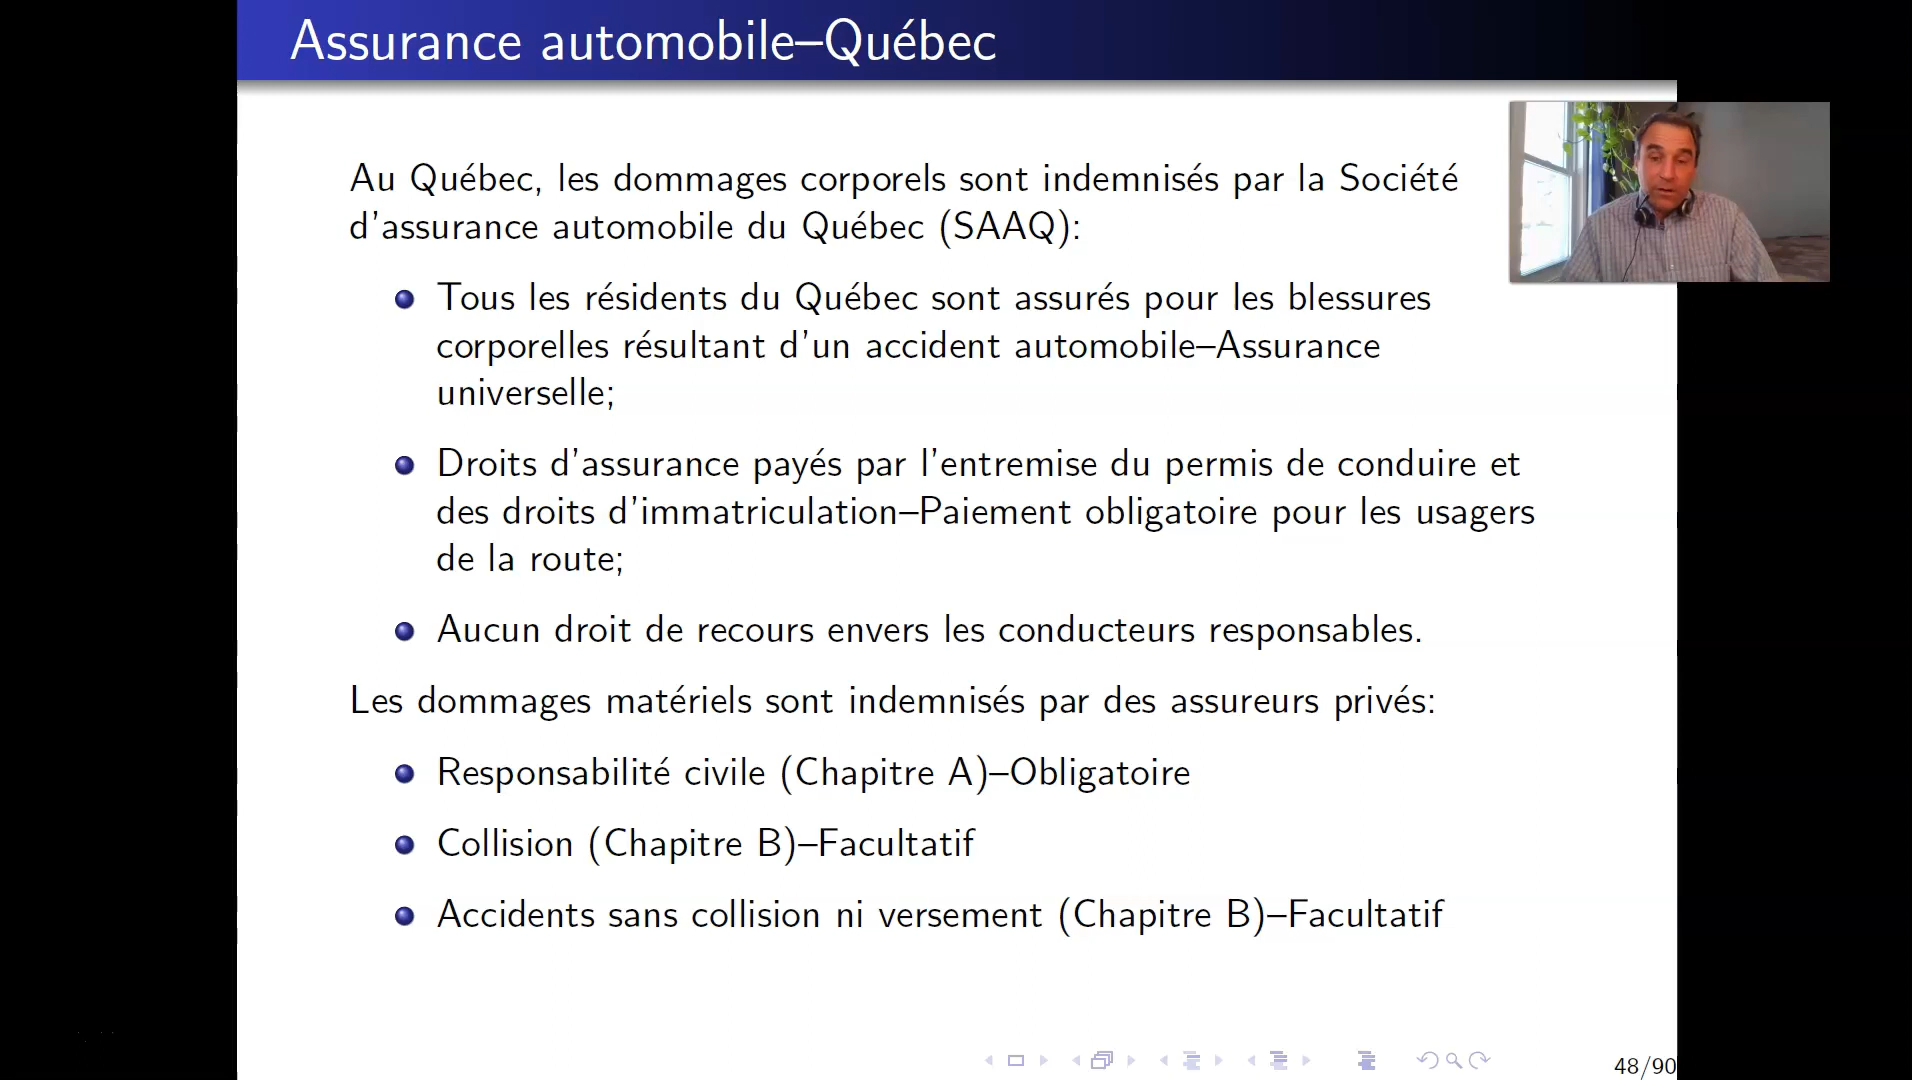 Assurance automobile–Québec
Au Québec, les dommages corporels sont indemnisés par la Société
d'assurance automobile du Québec (SAAQ):
Tous les résidents du Québec sont assurés pour les blessures
corporelles résultant d'un accident automobile–Assurance
universelle;
Droits d'assurance payés par l'entremise du permis de conduire et
des droits d'immatriculation–Paiement obligatoire pour les usagers
de la route;
Aucun droit de recours envers les conducteurs responsables.
Les dommages matériels sont indemnisés par des assureurs privés:
Responsabilité civile (Chapitre A)–Obligatoire
Collision (Chapitre B)–Facultatif
Accidents sans collision ni versement (Chapitre B)–Facultatif
48/90